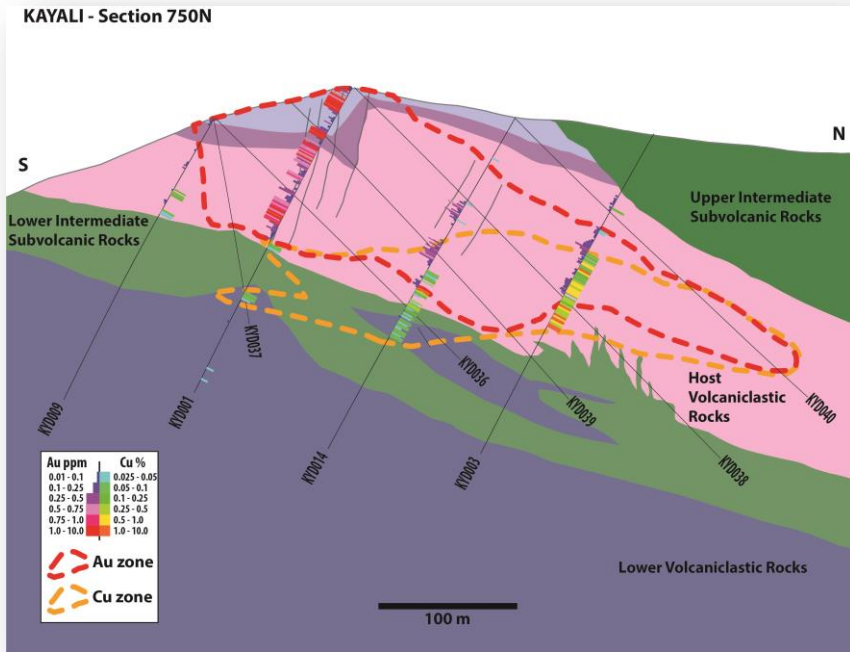 KAYALI - Section 750N
S
N
Upper Intermediate
Subvolcanic Rocks
Lower Intermediate
Subvolcanic Rocks
KYD009
KYD001
KYD037
KYD014
KYD036
KYD003
KYD039
KYD038
KYD040
Host
Volcaniclastic
Rocks
Lower Volcaniclastic Rocks
Au ppm Cu %
0.01 - 0.1 0.025 - 0.05
0.1 - 0.25 0.05 - 0.1
0.25 - 0.5 0.1 - 0.25
0.5 - 0.75 0.25 - 0.5
0.75 - 1.0 0.5 - 1.0
1.0 - 10.0 1.0 - 10.0
Au zone
Cu zone
100 m